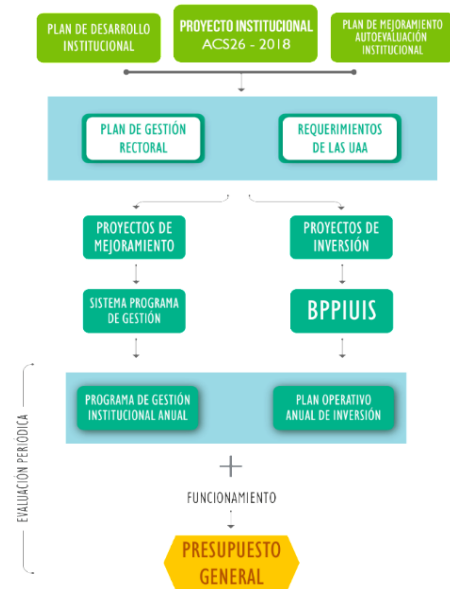 PLAN DE DESARROLLO
INSTITUCIONAL
PROYECTO INSTITUCIONAL
ACS26 - 2018
PLAN DE MEJORAMIENTO
AUTOEVALUACIÓN
INSTITUCIONAL
PLAN DE GESTIÓN
RECTORAL
REQUERIMIENTOS
DE LAS UAA
PROYECTOS DE
MEJORAMIENTO
PROYECTOS DE
INVERSIÓN
SISTEMA PROGRAMA
DE GESTIÓN
BPPIUIS
EVALUACIÓN PERIÓDICA
PROGRAMA DE GESTIÓN
INSTITUCIONAL ANUAL
PLAN OPERATIVO
ANUAL DE INVERSIÓN
+
FUNCIONAMIENTO
PRESUPUESTO
GENERAL